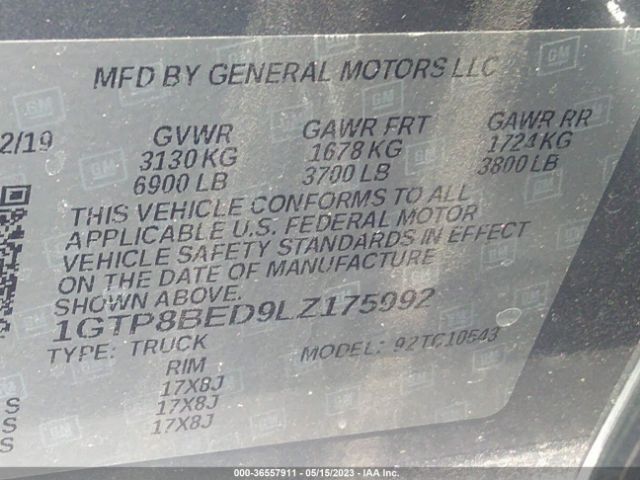 MFD BY GENERAL MOTORS LLC
2/19 GVWR GAWR FRT GAWR RR
3130 KG 1678 KG 1724 KG
6900 LB 3700 LB 3800 LB
THIS VEHICLE CONFORMS TO ALL
APPLICABLE U.S. FEDERAL MOTOR
VEHICLE SAFETY STANDARDS IN EFFECT
ON THE DATE OF MANUFACTURE
SHOWN ABOVE.
1GTP8BED9LZ175992
TYPE: TRUCK MODEL: 92TC10543
RIM
17X8J
S 17X8J
S 17X8J
S
GM
000-36557911 - 05/15/2023 - IAA Inc.